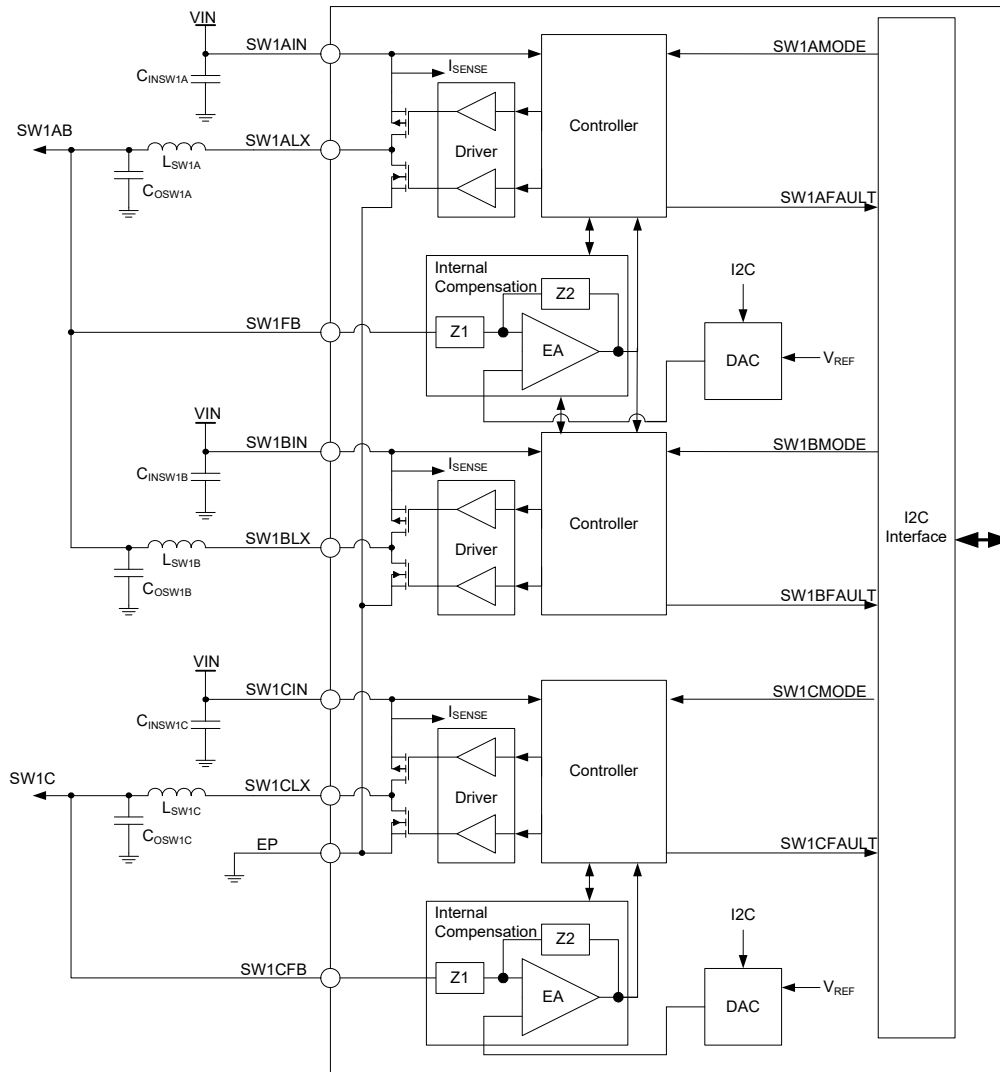 VIN
SW1AIN
CINSW1A
ISENSE
Controller
SW1AMODE
SW1AB
SW1ALX
LSW1A
COSW1A
Driver
SW1AFAULT
Internal
Compensation
Z2
I2C
SW1FB
Z1
EA
DAC
VREF
VIN
SW1BIN
CINSW1B
ISENSE
Controller
SW1BMODE
I2C
Interface
SW1BLX
LSW1B
COSW1B
Driver
SW1BFAULT
VIN
SW1CIN
CINSW1C
ISENSE
Controller
SW1CMODE
SW1C
SW1CLX
LSW1C
COSW1C
Driver
EP
SW1CFAULT
Internal
Compensation
Z2
I2C
SW1CFB
Z1
EA
DAC
VREF